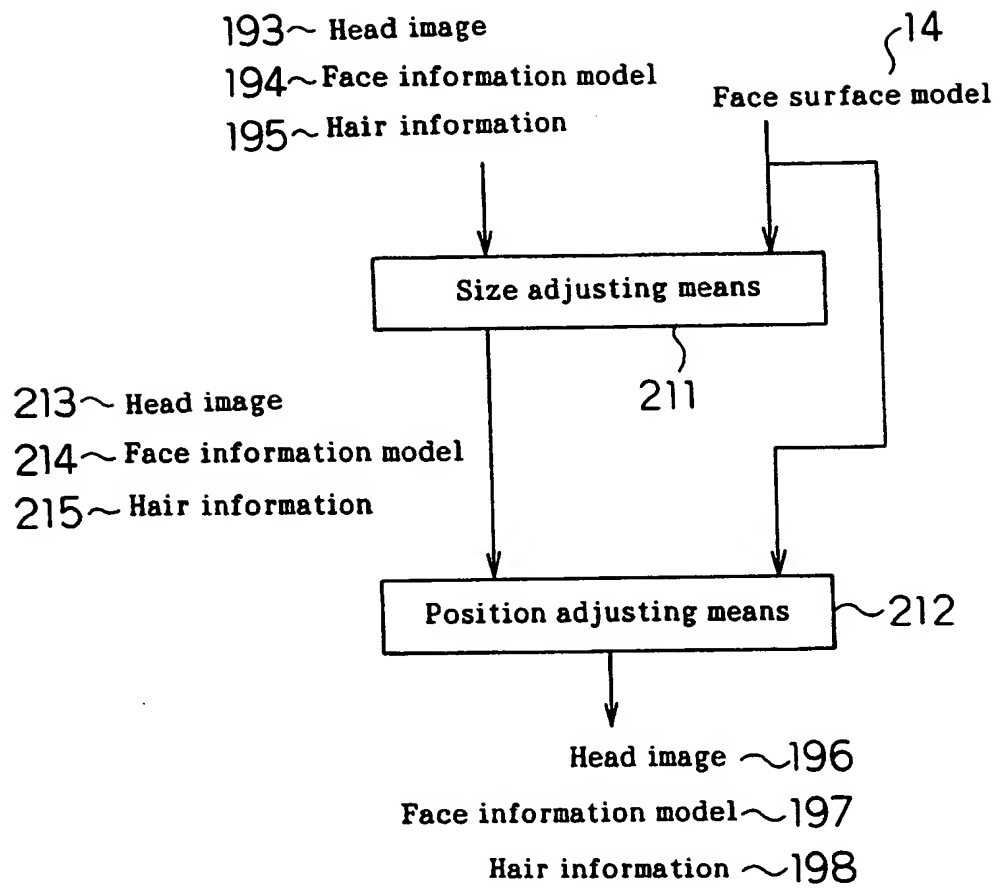 193~ Head image
194~ Face information model
195~ Hair information
14
Face surface model
Size adjusting means
211
213~ Head image
214~ Face information model
215~ Hair information
Position adjusting means ~212
Head image ~196
Face information model ~197
Hair information ~198